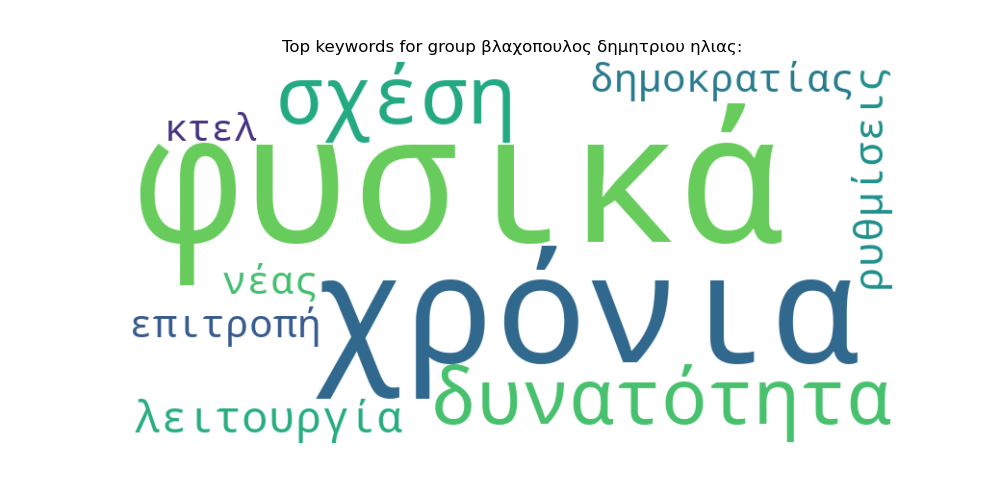 Top keywords for group βλαχοπουλος δημητριου ηλιας:
σχέση
δημοκρατίας
κτελ
φυσικά
ρυθμίσεις
νέας
χρόνια
επιτροπή
δυνατότητα
λειτουργία